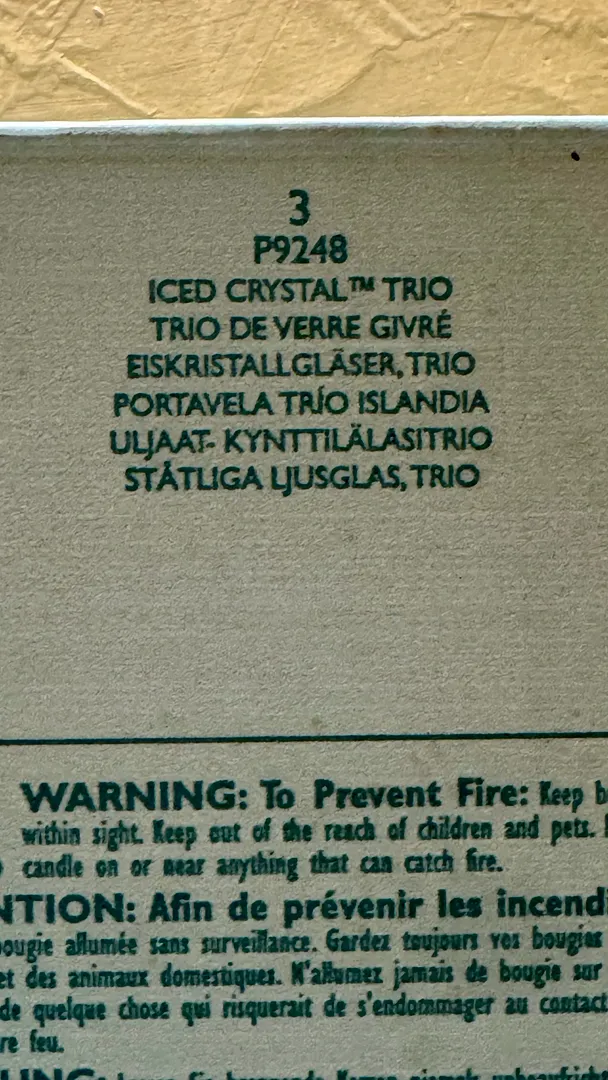 3
P9248
ICED CRYSTAL™ TRIO
TRIO DE VERRE GIVRÉ
EISKRISTALLGLÄSER, TRIO
PORTAVELA TRÍO ISLANDIA
ULJAAT- KYNTTILÄLASITRIO
STÅTLIGA LJUSGLAS, TRIO
WARNING: To Prevent Fire: Keep
within sight. Keep out of the reach of children and pets.
candle on or near anything that can catch fire.
NTION: Afin de prévenir les incendi
bougie allumée sans surveillance. Gardez toujours vos bougies
et des animaux domestiques. N'allumez jamais de bougie sur
de quelque chose qui risquerait de s'endommager au contact
re feu.